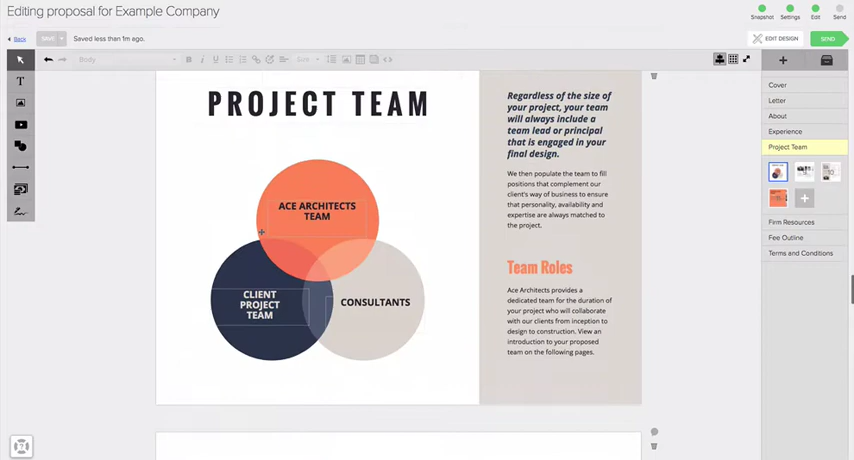 Editing proposal for Example Company
Snapshot
Settings
Edit
Send
Back
SAVE
Saved less than 1m ago.
EDIT DESIGN
SEND
Body
B
I
U
Size
T
PROJECT TEAM
ACE ARCHITECTS
TEAM
CLIENT
PROJECT
TEAM
CONSULTANTS
Regardless of the size of
your project, your team
will always include a
team lead or principal
that is engaged in your
final design.
We then populate the team to fill
positions that complement our
client's way of business to ensure
that personality, availability and
expertise are always matched to
the project.
Team Roles
Ace Architects provides a
dedicated team for the duration of
your project who will collaborate
with our clients from inception to
design to construction. View an
introduction to your proposed
team on the following pages.
Cover
Letter
About
Experience
Project Team
Firm Resources
Fee Outline
Terms and Conditions